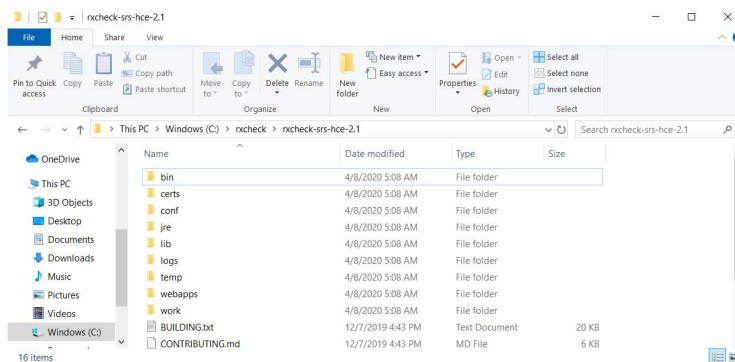 rxcheck-srs-hce-2.1
File Home Share View
Pin to Quick access
Copy
Paste
Cut
Copy path
Paste shortcut
Clipboard
Move to
Copy to
Delete
Rename
Organize
New folder
New item
Easy access
New
Properties
Open
Edit
History
Open
Select all
Select none
Invert selection
Select
This PC > Windows (C:) > rxcheck > rxcheck-srs-hce-2.1
Search rxcheck-srs-hce-2.1
OneDrive
This PC
3D Objects
Desktop
Documents
Downloads
Music
Pictures
Videos
Windows (C:)
Name Date modified Type Size
bin 4/8/2020 5:08 AM File folder
certs 4/8/2020 5:08 AM File folder
conf 4/8/2020 5:08 AM File folder
jre 4/8/2020 5:08 AM File folder
lib 4/8/2020 5:08 AM File folder
logs 4/8/2020 5:08 AM File folder
temp 4/8/2020 5:08 AM File folder
webapps 4/8/2020 5:08 AM File folder
work 4/8/2020 5:08 AM File folder
BUILDING.txt 12/7/2019 4:43 PM Text Document 20 KB
CONTRIBUTING.md 12/7/2019 4:43 PM MD File 6 KB
16 items